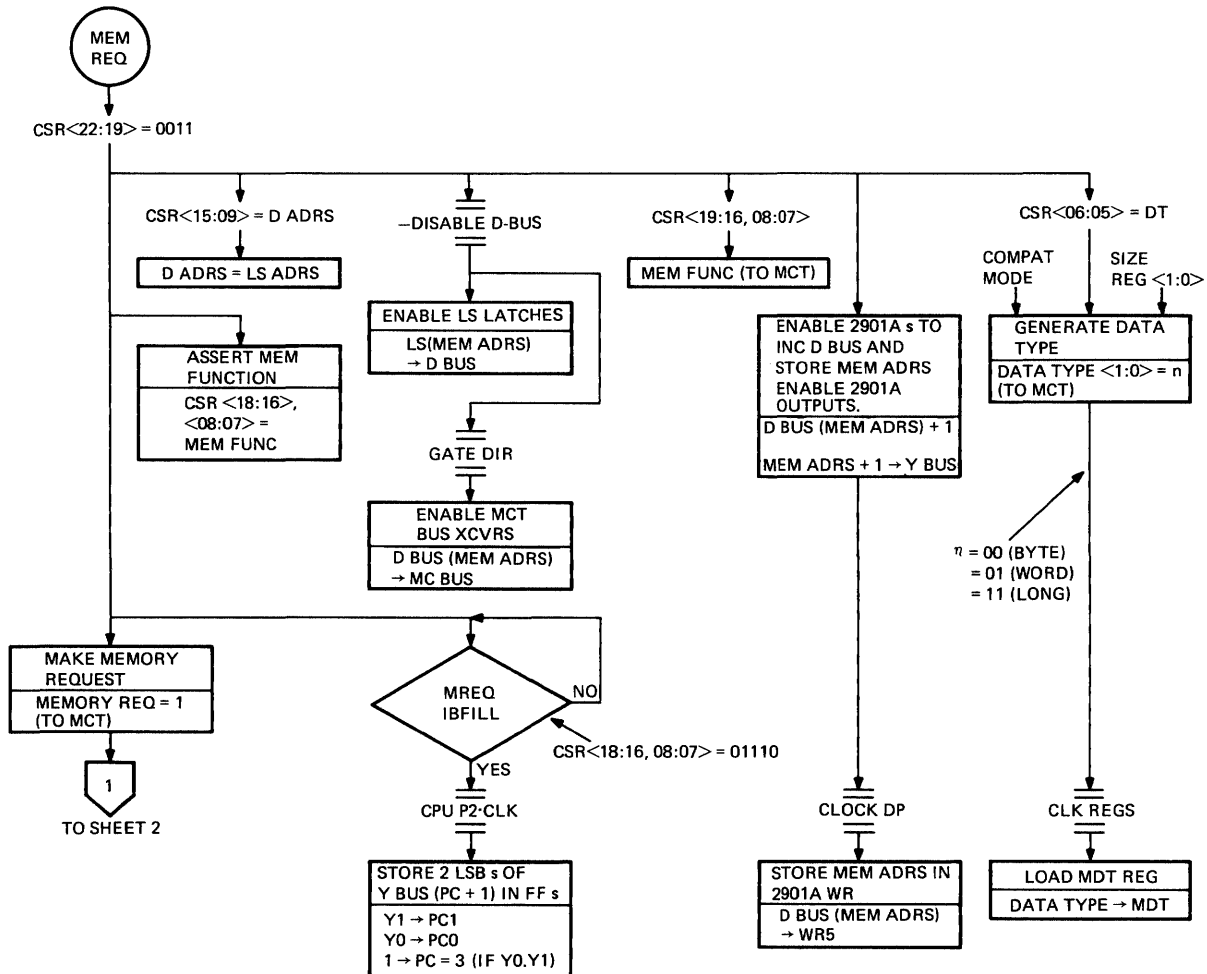 MEM
REQ
CSR<22:19> = 0011
CSR<15:09> = D ADRS
D ADRS = LS ADRS
ASSERT MEM
FUNCTION
CSR <18:16>,
<08:07> =
MEM FUNC
–DISABLE D-BUS
ENABLE LS LATCHES
LS(MEM ADRS)
→ D BUS
GATE DIR
ENABLE MCT
BUS XCVRS
D BUS (MEM ADRS)
→ MC BUS
CSR<19:16, 08:07>
MEM FUNC (TO MCT)
ENABLE 2901A s TO
INC D BUS AND
STORE MEM ADRS
ENABLE 2901A
OUTPUTS.
D BUS (MEM ADRS) + 1
MEM ADRS + 1 → Y BUS
CSR<06:05> = DT
COMPAT
MODE
SIZE
REG <1:0>
GENERATE DATA
TYPE
DATA TYPE <1:0> = n
(TO MCT)
η = 00 (BYTE)
= 01 (WORD)
= 11 (LONG)
MAKE MEMORY
REQUEST
MEMORY REQ = 1
(TO MCT)
1
TO SHEET 2
MREQ
IBFILL
NO
CSR<18:16, 08:07> = 01110
YES
CPU P2·CLK
STORE 2 LSB s OF
Y BUS (PC + 1) IN FF s
Y1 → PC1
Y0 → PC0
1 → PC = 3 (IF Y0.Y1)
CLOCK DP
STORE MEM ADRS IN
2901A WR
D BUS (MEM ADRS)
→ WR5
CLK REGS
LOAD MDT REG
DATA TYPE → MDT